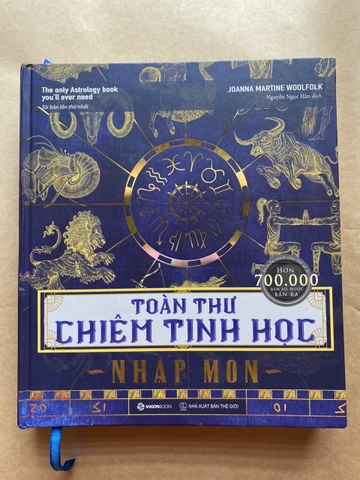 The only Astrology book
you'll ever need
Tái bản lần thứ nhất
JOANNA MARTINE WOOLFOLK
Nguyễn Ngọc Hân dịch
HƠN
700.000
BẢN ĐÃ ĐƯỢC
BÁN RA
TOÀN THƯ
CHIÊM TINH HỌC
NHẬP MÔN
SAIGONBOOKS
NHÀ XUẤT BẢN THẾ GIỚI